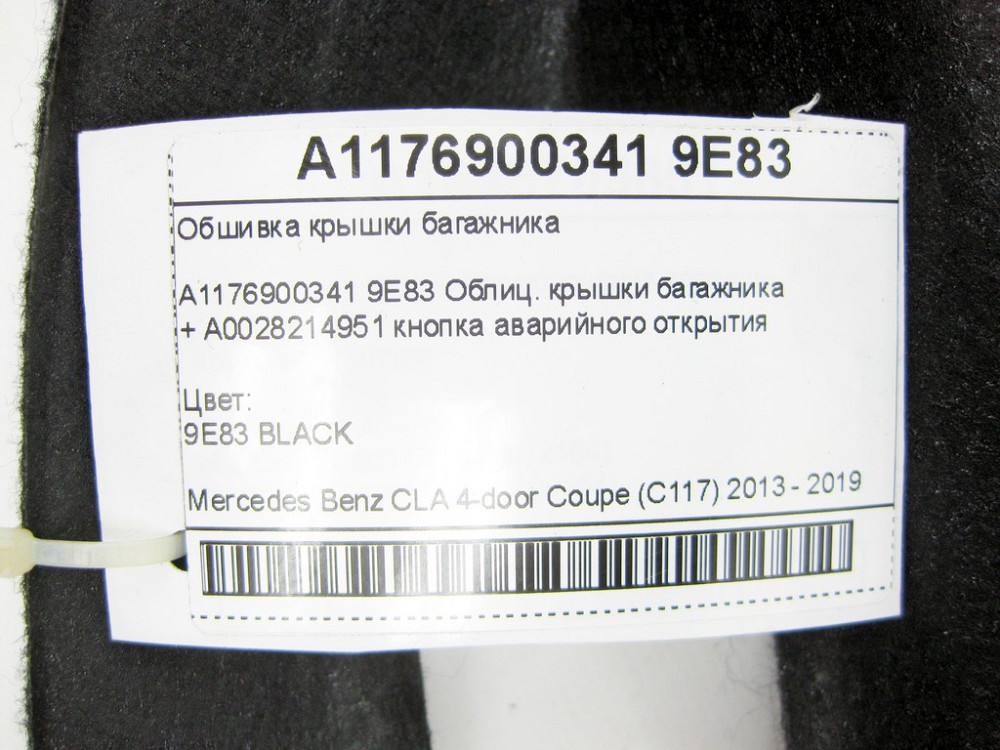 A1176900341 9E83
Обшивка крышки багажника
A1176900341 9E83 Облиц. крышки багажника
+ A0028214951 кнопка аварийного открытия
Цвет:
9E83 BLACK
Mercedes Benz CLA 4-door Coupe (C117) 2013 - 2019